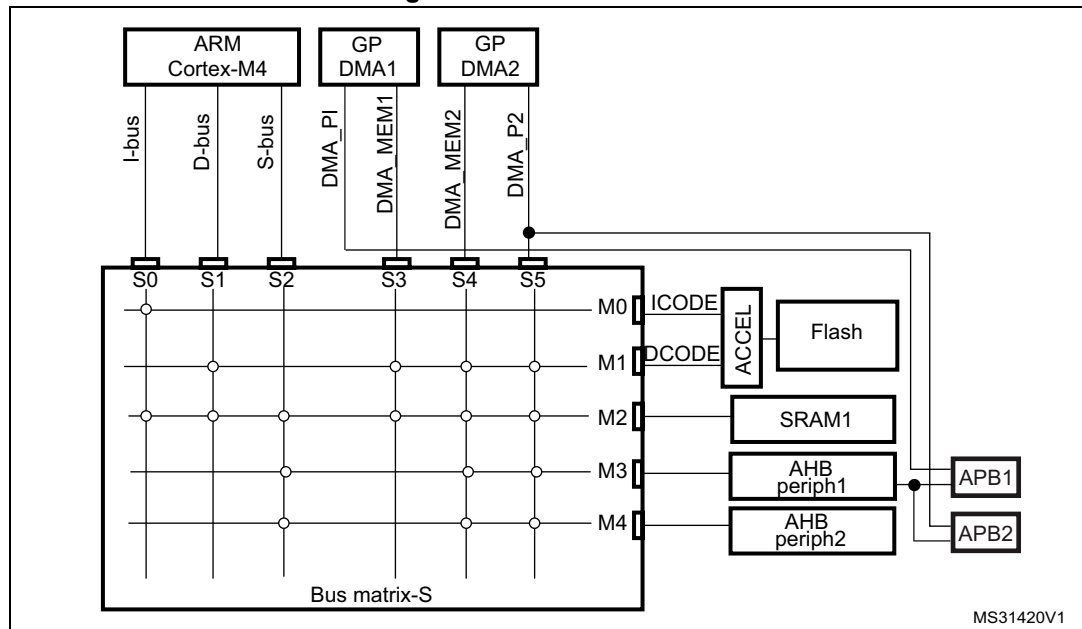 ARM
Cortex-M4
GP
DMA1
GP
DMA2
I-bus
D-bus
S-bus
DMA_PI
DMA_MEM1
DMA_MEM2
DMA_P2
S0 S1 S2 S3 S4 S5
M0 ICODE
M1 DCODE
ACCEL
Flash
M2 SRAM1
M3 AHB
periph1
APB1
M4 AHB
periph2
APB2
Bus matrix-S
MS31420V1